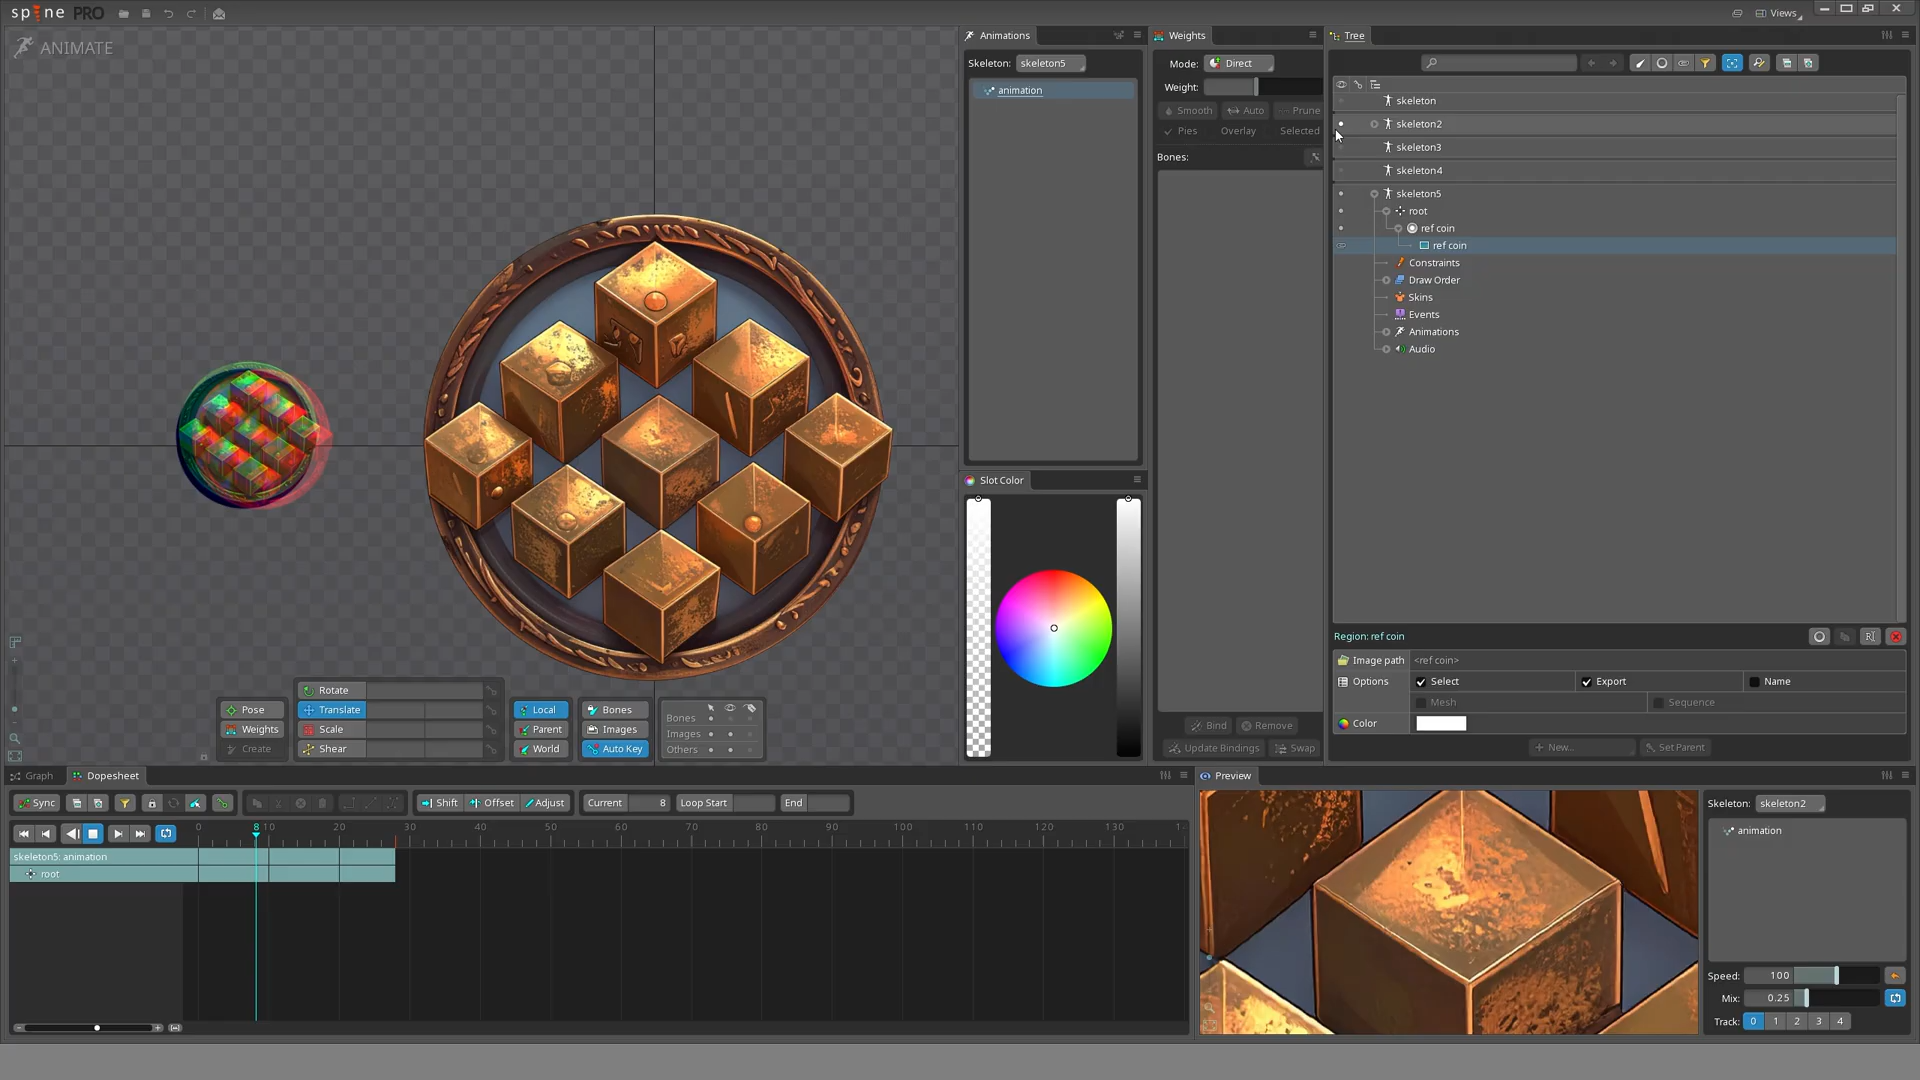 spine PRO
Views
ANIMATE
Animations
Skeleton: skeleton5
animation
Weights
Mode: Direct
Weight:
Smooth Auto Prune
Pies Overlay Selected
Bones:
Bind Remove
Update Bindings Swap
Tree
skeleton
skeleton2
skeleton3
skeleton4
skeleton5
root
ref coin
ref coin
Constraints
Draw Order
Skins
Events
Animations
Audio
Slot Color
Region: ref coin
Image path <ref coin>
Options Select Export Name
Mesh Sequence
Color
New... Set Parent
Pose
Weights
Create
Rotate
Translate
Scale
Shear
Local
Parent
World
Bones
Images
Auto Key
Bones
Images
Others
Graph Dopesheet
Sync Shift Offset Adjust Current 8 Loop Start End
0 8 10 20 30 40 50 60 70 80 90 100 110 120 130
skeleton5: animation
root
Preview
Skeleton: skeleton2
animation
Speed: 100
Mix: 0.25
Track: 0 1 2 3 4